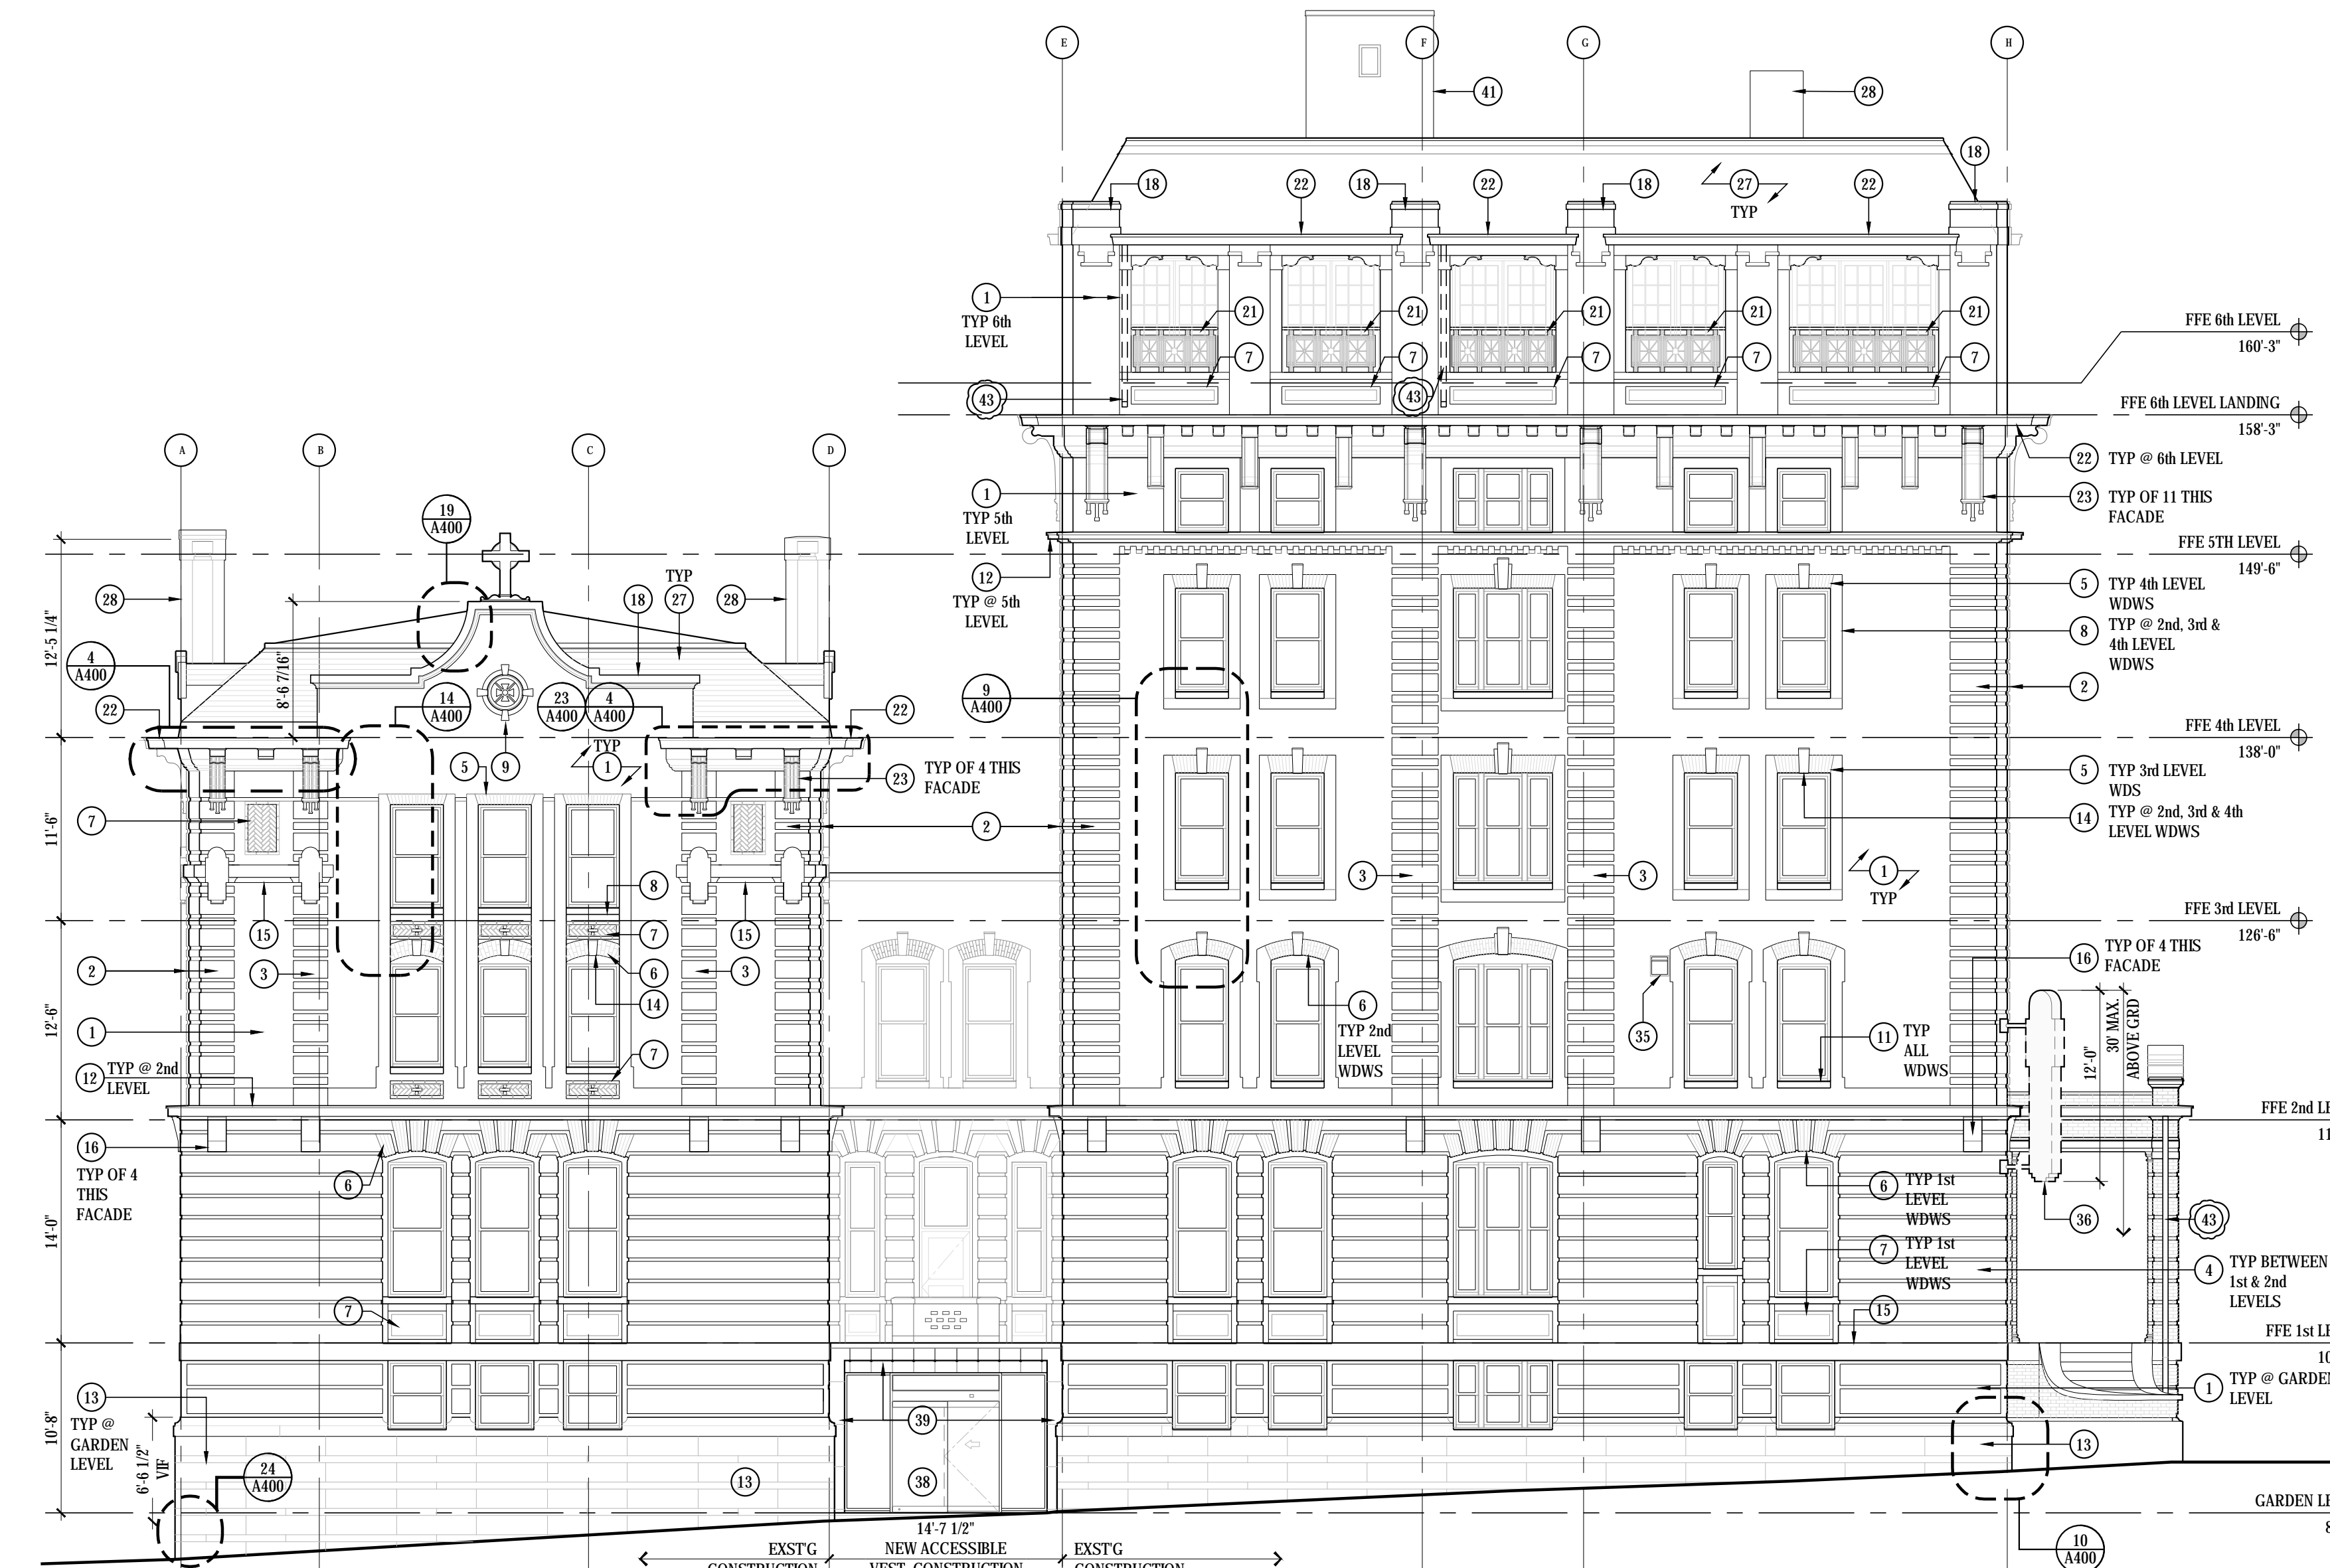 E
F
G
H
41
28
18
22
18
22
18
27
TYP
22
18
1
TYP 6th
LEVEL
21
21
21
21
21
7
7
7
7
7
43
43
FFE 6th LEVEL
160'-3"
FFE 6th LEVEL LANDING
158'-3"
A
B
C
D
22
TYP @ 6th LEVEL
23
TYP OF 11 THIS
FACADE
1
TYP 5th
LEVEL
12
TYP @ 5th
LEVEL
FFE 5TH LEVEL
149'-6"
19
A400
28
18
TYP
27
28
5
TYP 4th LEVEL
WDWS
8
TYP @ 2nd, 3rd &
4th LEVEL
WDWS
2
12'-5 1/4"
4
A400
8'-6 7/16"
22
14
A400
23
A400
4
A400
22
9
A400
FFE 4th LEVEL
138'-0"
5
9
TYP
1
23
TYP OF 4 THIS
FACADE
5
TYP 3rd LEVEL
WDS
14
TYP @ 2nd, 3rd & 4th
LEVEL WDWS
11'-6"
7
2
3
3
1
TYP
8
15
7
15
FFE 3rd LEVEL
126'-6"
2
3
6
3
14
16
TYP OF 4 THIS
FACADE
12'-6"
1
7
6
TYP 2nd
LEVEL
WDWS
35
11
TYP
ALL
WDWS
12'-0"
30' MAX.
ABOVE GRD
12
TYP @ 2nd
LEVEL
FFE 2nd LE
11
16
TYP OF 4
THIS
FACADE
6
6
TYP 1st
LEVEL
WDWS
36
43
14'-0"
7
7
TYP 1st
LEVEL
WDWS
4
TYP BETWEEN
1st & 2nd
LEVELS
15
FFE 1st LE
10
13
TYP @
GARDEN
LEVEL
39
1
TYP @ GARDEN
LEVEL
10'-8"
6'-6 1/2"
VIF
24
A400
13
38
13
GARDEN LE
8
10
A400
14'-7 1/2"
EXST'G
CONSTRUCTION
NEW ACCESSIBLE
VEST. CONSTRUCTION
EXST'G
CONSTRUCTION